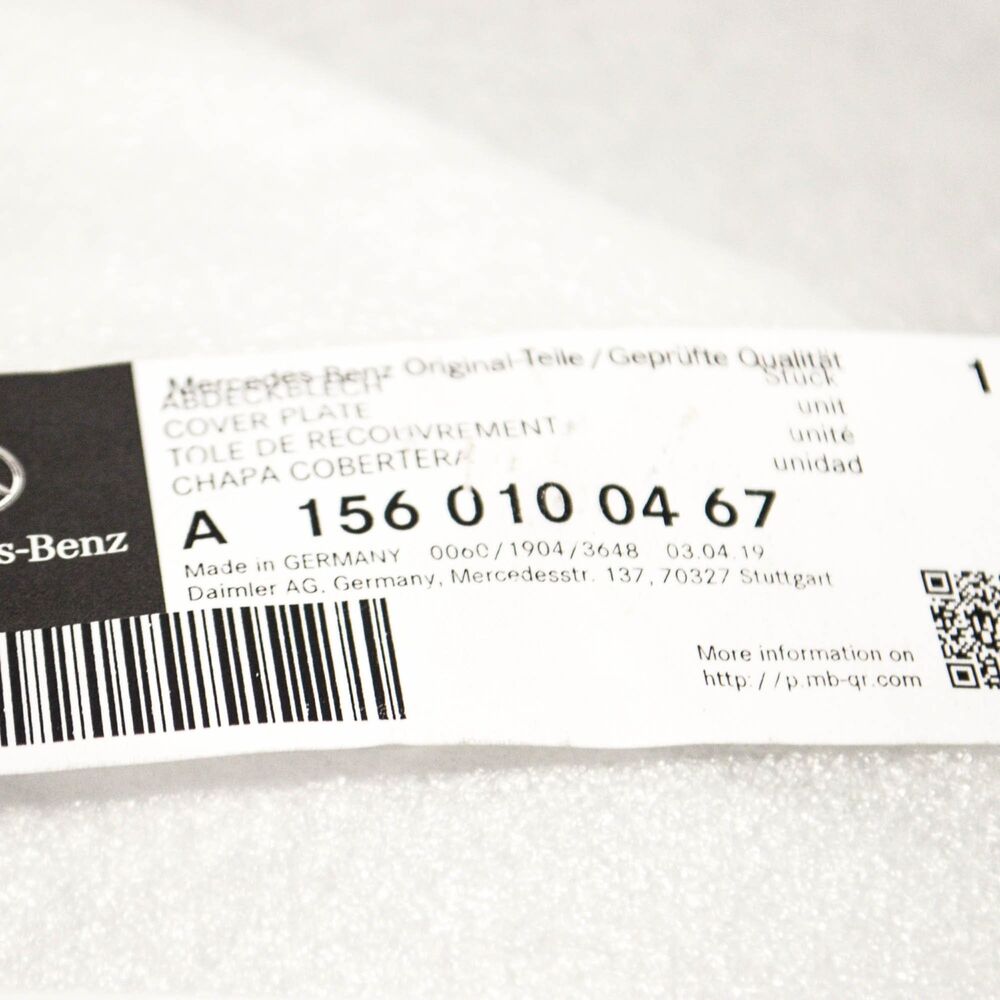 Mercedes-Benz Original-Teile / Geprüfte Qualität
ABDECKBLECH Stück 1
COVER PLATE unit
TOLE DE RECOUVREMENT unité
CHAPA COBERTERA unidad
A 156 010 04 67
s-Benz
Made in GERMANY 0060/1904/3648 03.04.19
Daimler AG. Germany, Mercedesstr. 137, 70327 Stuttgart
More information on
http://p.mb-qr.com